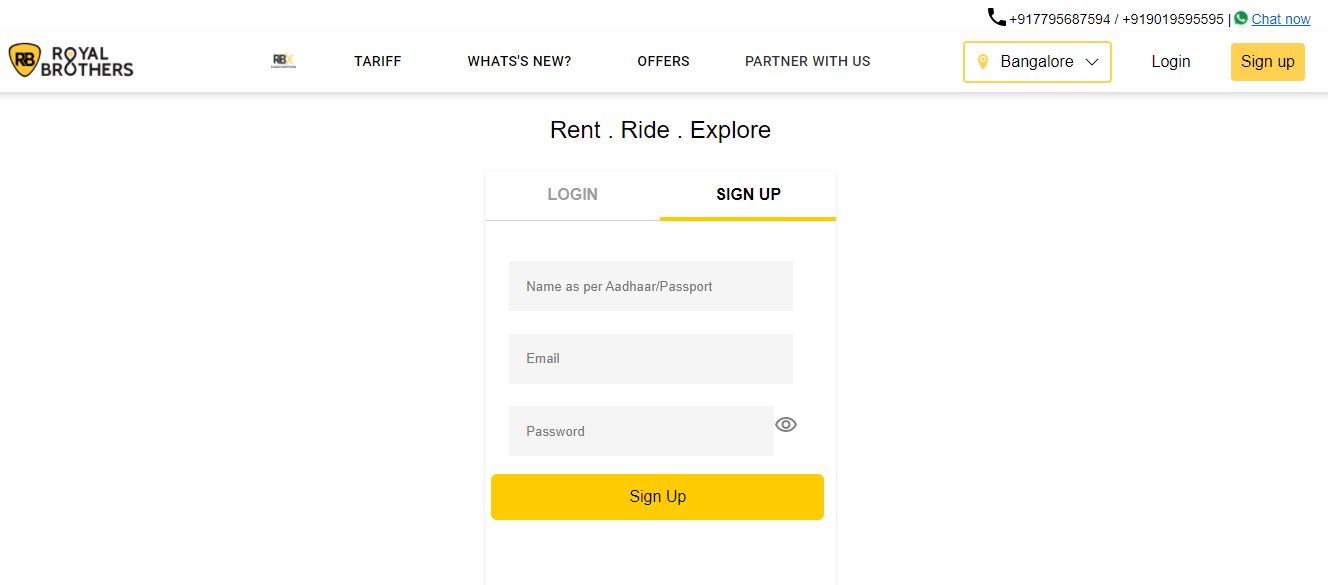 +917795687594 / +919019595595 | Chat now
ROYAL
BROTHERS
RB
RBX
TARIFF
WHATS'S NEW?
OFFERS
PARTNER WITH US
Bangalore
Login
Sign up
Rent . Ride . Explore
LOGIN
SIGN UP
Name as per Aadhaar/Passport
Email
Password
Sign Up